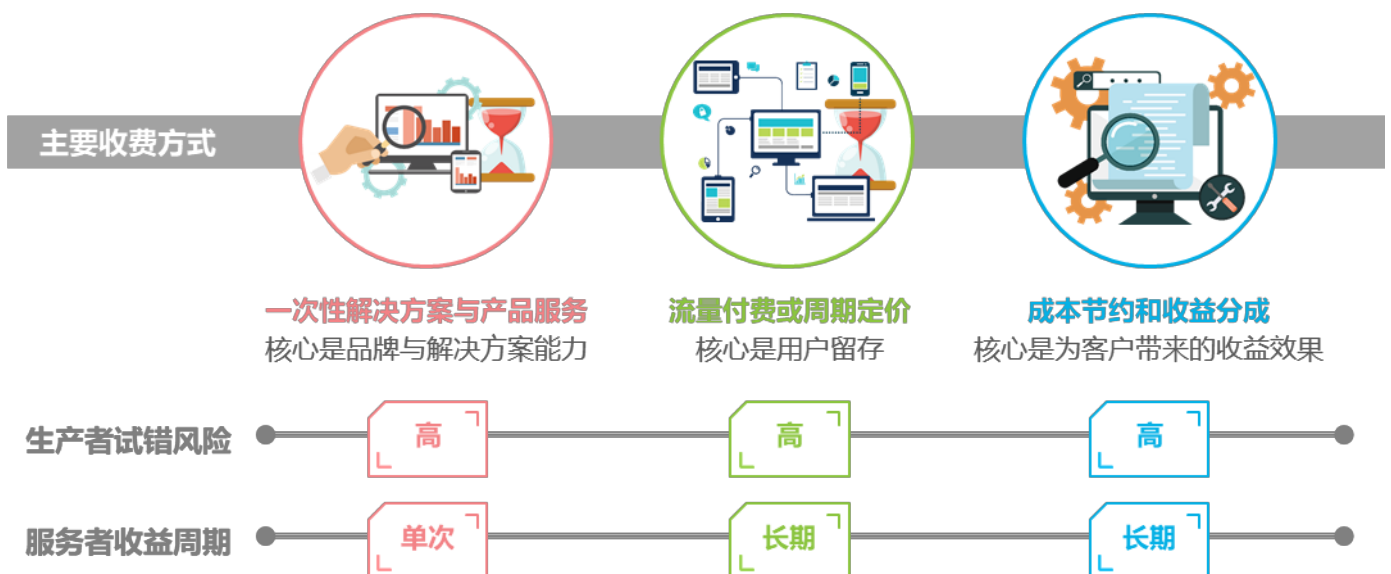 主要收费方式
一次性解决方案与产品服务
核心是品牌与解决方案能力
流量付费或周期定价
核心是用户留存
成本节约和收益分成
核心是为客户带来的收益效果
生产者试错风险
高
高
高
服务者收益周期
单次
长期
长期